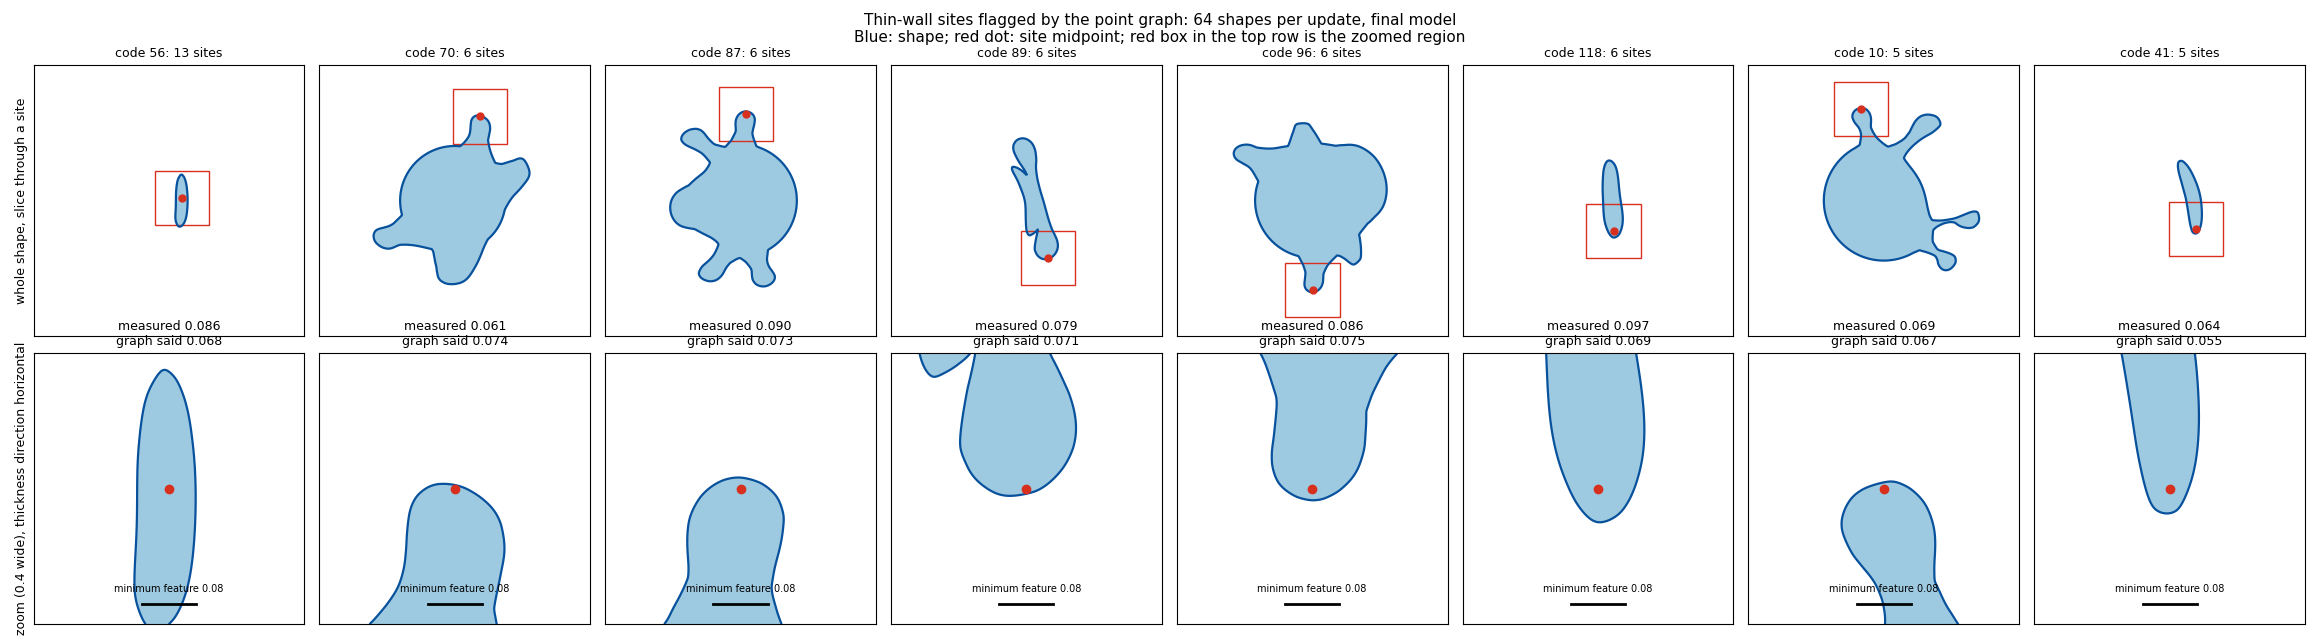 Thin-wall sites flagged by the point graph: 64 shapes per update, final model
Blue: shape; red dot: site midpoint; red box in the top row is the zoomed region
code 56: 13 sites
code 70: 6 sites
code 87: 6 sites
code 89: 6 sites
code 96: 6 sites
code 118: 6 sites
code 10: 5 sites
code 41: 5 sites
whole shape, slice through a site
measured 0.086
graph said 0.068
measured 0.061
graph said 0.074
measured 0.090
graph said 0.073
measured 0.079
graph said 0.071
measured 0.086
graph said 0.075
measured 0.097
graph said 0.069
measured 0.069
graph said 0.067
measured 0.064
graph said 0.055
zoom (0.4 wide), thickness direction horizontal
minimum feature 0.08
minimum feature 0.08
minimum feature 0.08
minimum feature 0.08
minimum feature 0.08
minimum feature 0.08
minimum feature 0.08
minimum feature 0.08